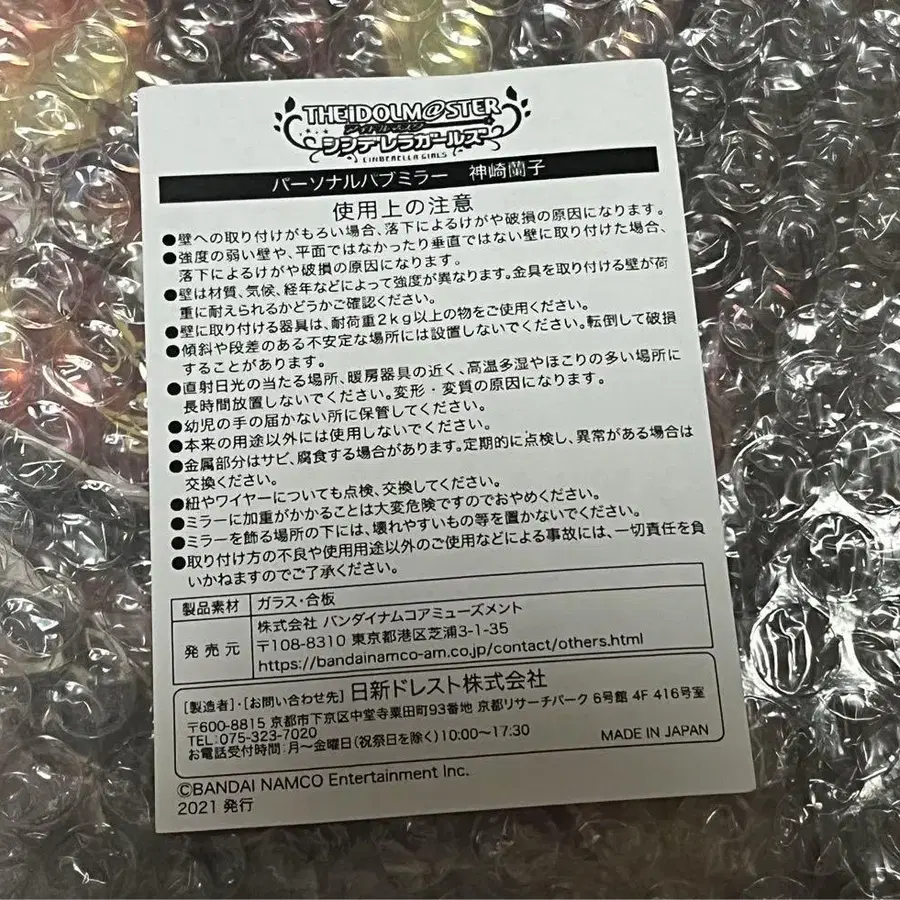 THE IDOLM@STER
アイドルマスター
シンデレラガールズ
CINDERELLA GIRLS
パーソナルパブミラー　神崎蘭子
使用上の注意
●壁への取り付けがもろい場合、落下によるけがや破損の原因になります。
●強度の弱い壁や、平面ではなかったり垂直ではない壁に取り付けた場合、
落下によるけがや破損の原因になります。
●壁は材質、気候、経年などによって強度が異なります。金具を取り付ける壁が荷
重に耐えられるかどうかご確認ください。
●壁に取り付ける器具は、耐荷重2kg以上の物をご使用ください。
●傾斜や段差のある不安定な場所には設置しないでください。転倒して破損
することがあります。
●直射日光の当たる場所、暖房器具の近く、高温多湿やほこりの多い場所に
長時間放置しないでください。変形・変質の原因になります。
●幼児の手の届かない所に保管してください。
●本来の用途以外には使用しないでください。
●金属部分はサビ、腐食する場合があります。定期的に点検し、異常がある場合は
交換ください。
●紐やワイヤーについても点検、交換してください。
●ミラーに加重がかかることは大変危険ですのでおやめください。
●ミラーを飾る場所の下には、壊れやすいもの等を置かないでください。
●取り付け方の不良や使用用途以外のご使用などによる事故には、一切責任を負
いかねますのでご了承ください。
製品素材　ガラス・合板
発売元　株式会社 バンダイナムコアミューズメント
〒108-8310 東京都港区芝浦3-1-35
https://bandainamco-am.co.jp/contact/others.html
[製造者]・[お問い合わせ先] 日新ドレスト株式会社
〒600-8815 京都市下京区中堂寺粟田町93番地 京都リサーチパーク 6号館 4F 416号室
TEL:075-323-7020
お電話受付時間:月～金曜日(祝祭日を除く)10:00～17:30　MADE IN JAPAN
©BANDAI NAMCO Entertainment Inc.
2021 発行